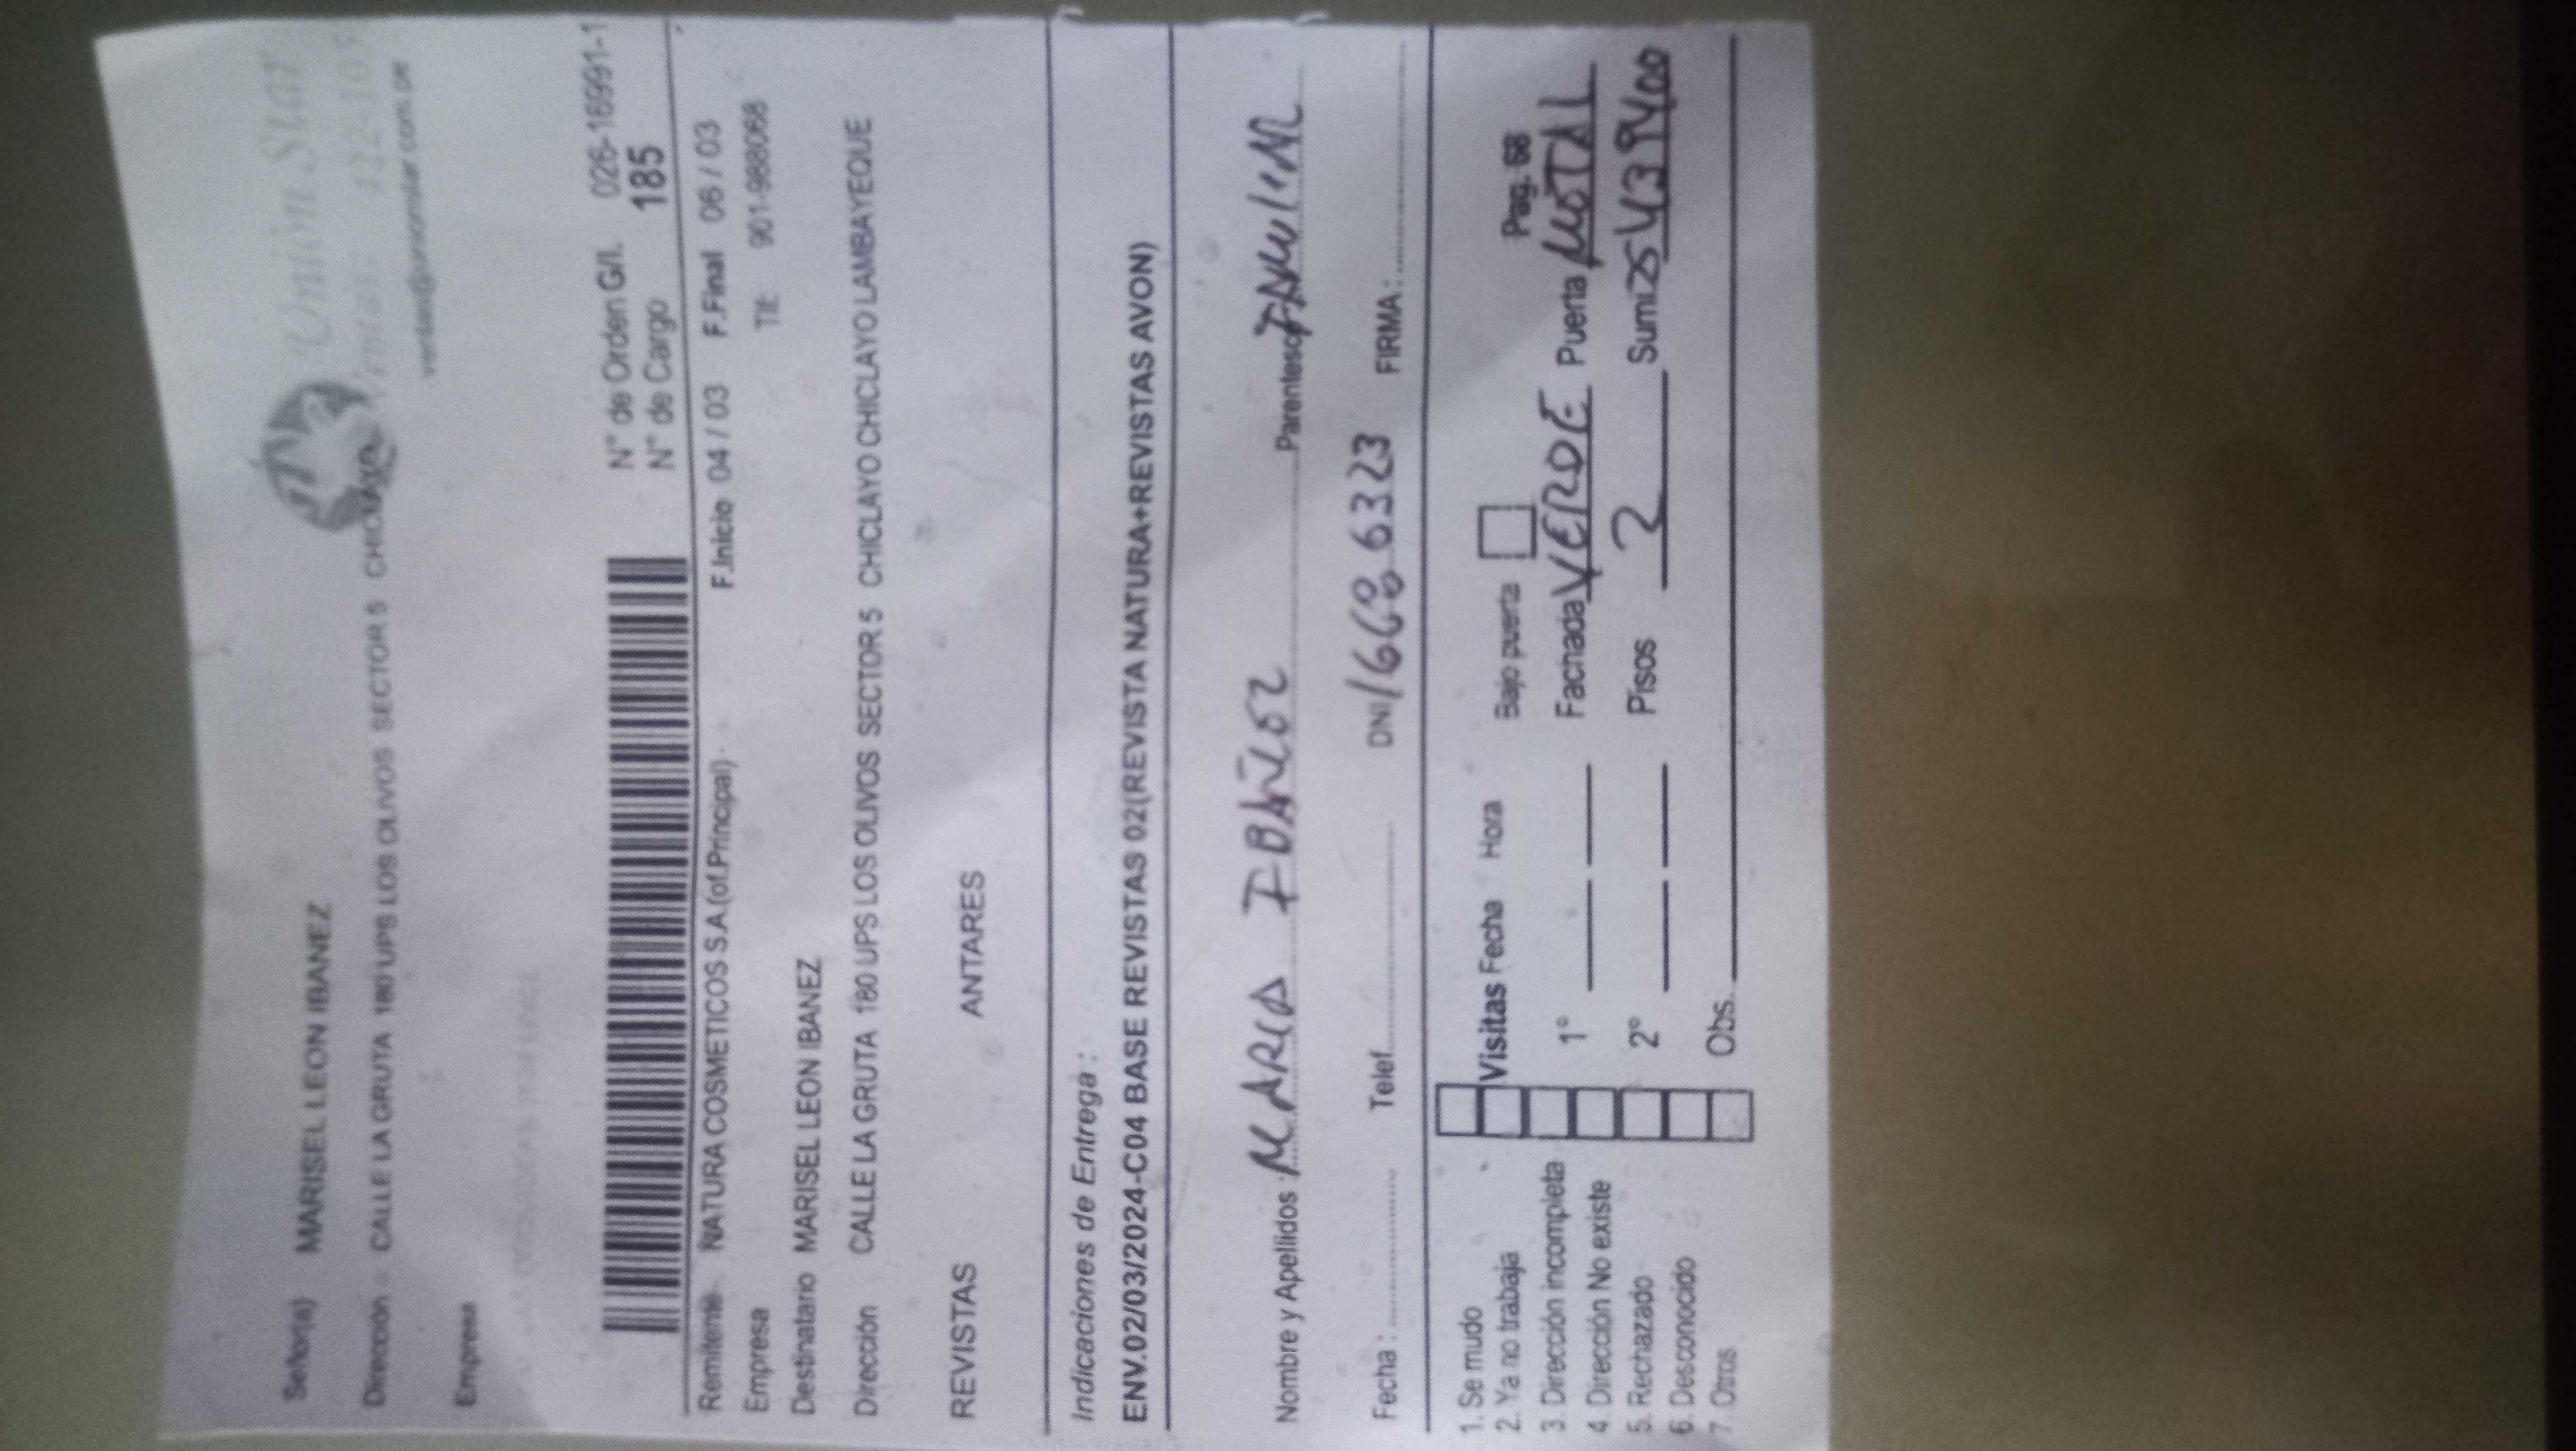 Unión Star
ventas@unionstar.com.pe
Señor(a) MARISEL LEON IBANEZ
Dirección CALLE LA GRUTA 180 UPS LOS OLIVOS SECTOR 5 CHICLAYO
Empresa
N° de Orden G/l. 026-16991-1
N° de Cargo 185
Remitente NATURA COSMETICOS S.A.(of.Principal) F.Inicio 04 / 03 F.Final 06 / 03
Empresa TIE 901-988068
Destinatario MARISEL LEON IBANEZ
Dirección CALLE LA GRUTA 180 UPS LOS OLIVOS SECTOR 5 CHICLAYO CHICLAYO LAMBAYEQUE
REVISTAS ANTARES
Indicaciones de Entrega :
ENV.02/03/2024-C04 BASE REVISTAS 02(REVISTA NATURA+REVISTAS AVON)
Nombre y Apellidos : MARIA Parentesco
Fecha : Telef. DNI 16686323 FIRMA:
1. Se mudo
2. Ya no trabaja Visitas Fecha Hora Bajo puerta Pag. 68
3. Dirección incompleta 1° Fachada VERDE Puerta METAL
4. Dirección No existe
5. Rechazado 2° Pisos 2 Sumi 25439400
6. Desconocido
7. Otros Obs.